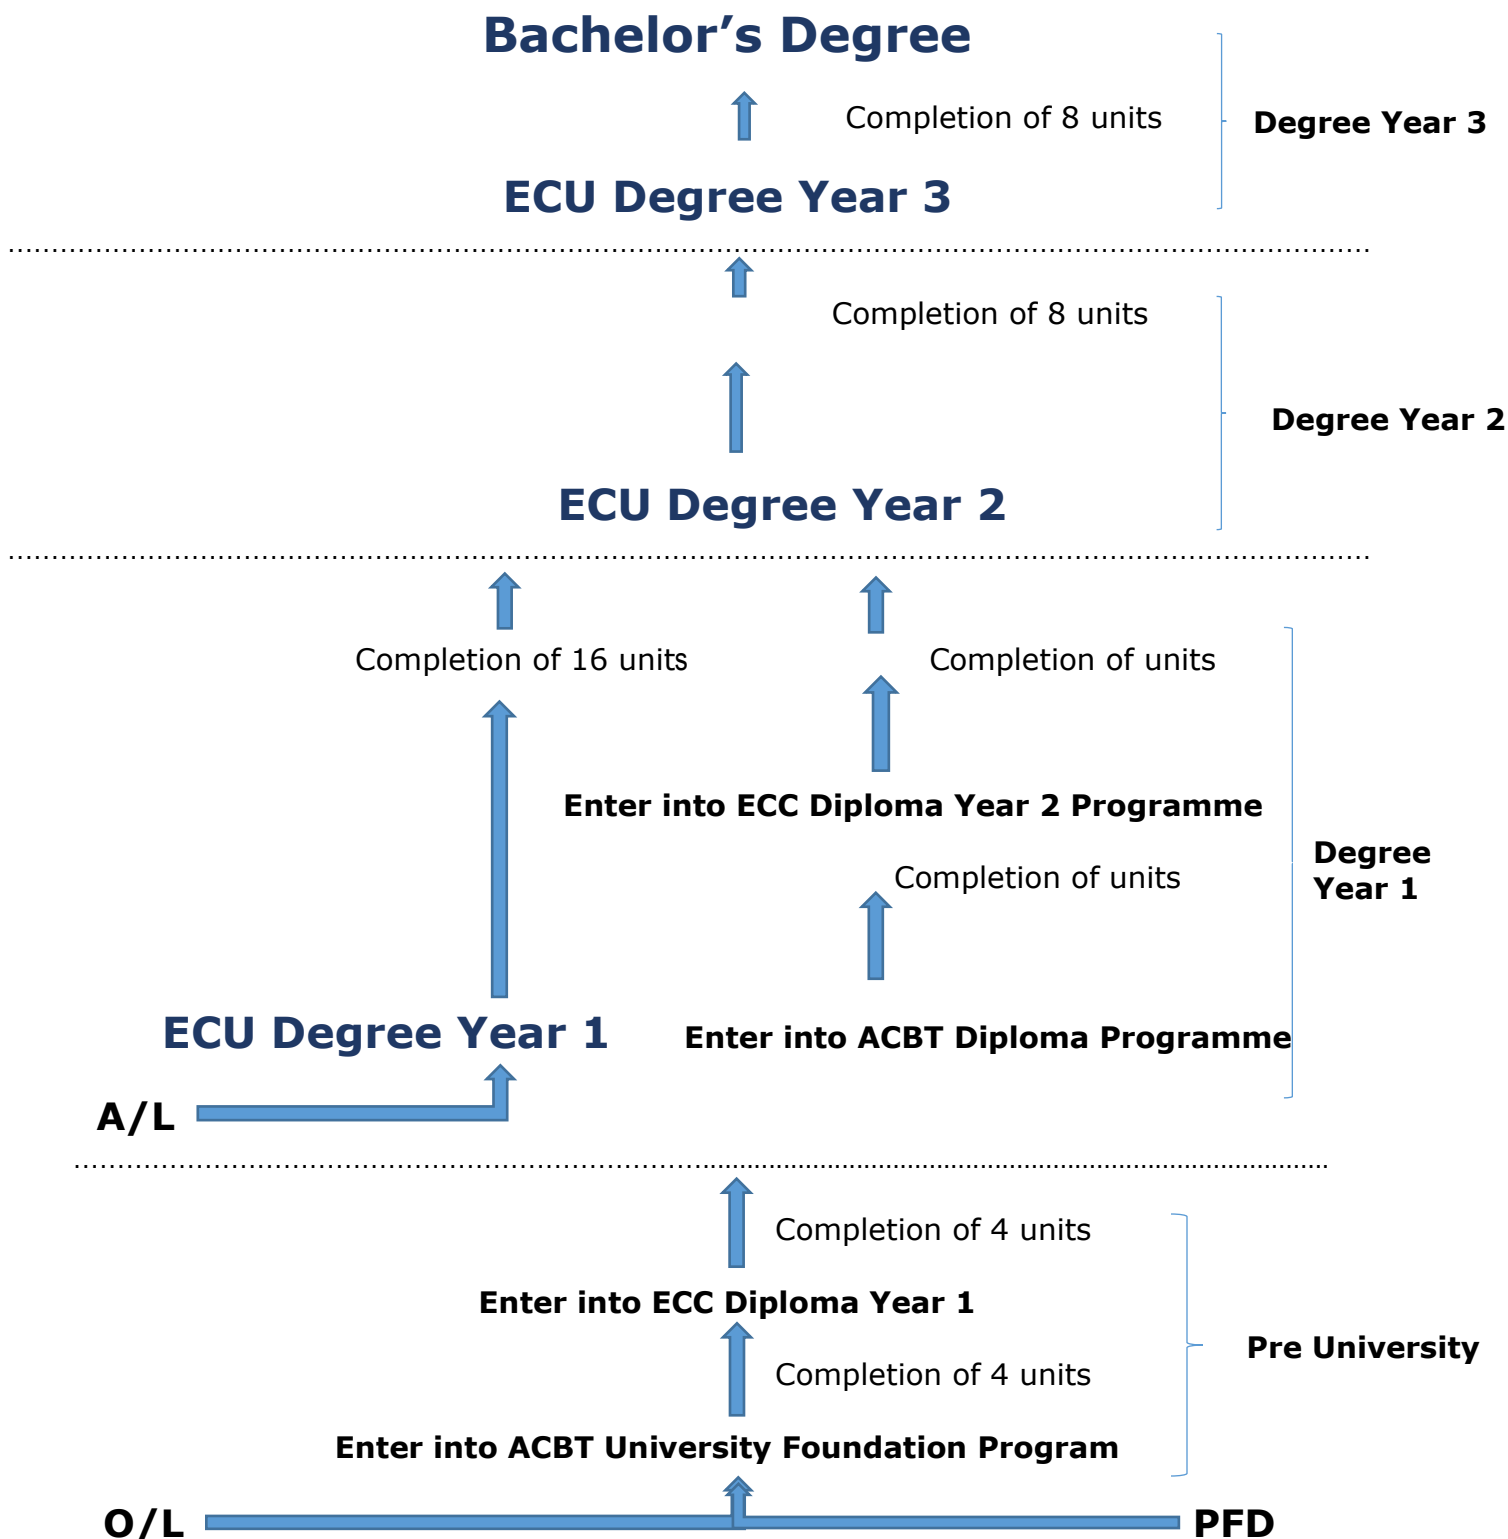 Bachelor’s Degree
Completion of 8 units
Degree Year 3
ECU Degree Year 3
Completion of 8 units
Degree Year 2
ECU Degree Year 2
Completion of 16 units
Completion of units
Enter into ECC Diploma Year 2 Programme
Degree
Year 1
Completion of units
ECU Degree Year 1
Enter into ACBT Diploma Programme
A/L
Completion of 4 units
Enter into ECC Diploma Year 1
Pre University
Completion of 4 units
Enter into ACBT University Foundation Program
O/L
PFD